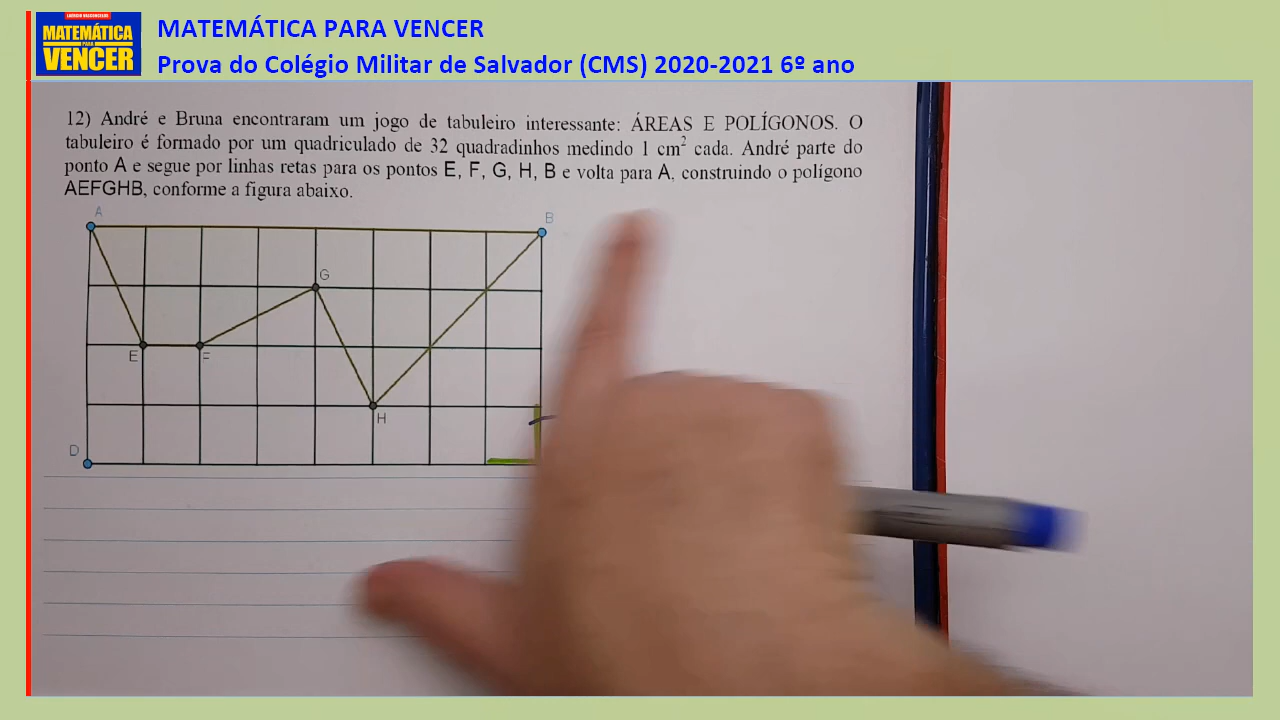 LAÉRCIO VASCONCELOS
MATEMÁTICA
PARA
VENCER
MATEMÁTICA PARA VENCER
Prova do Colégio Militar de Salvador (CMS) 2020-2021 6º ano
12) André e Bruna encontraram um jogo de tabuleiro interessante: ÁREAS E POLÍGONOS. O
tabuleiro é formado por um quadriculado de 32 quadradinhos medindo 1 cm² cada. André parte do
ponto A e segue por linhas retas para os pontos E, F, G, H, B e volta para A, construindo o polígono
AEFGHB, conforme a figura abaixo.
A
B
G
E
F
H
D